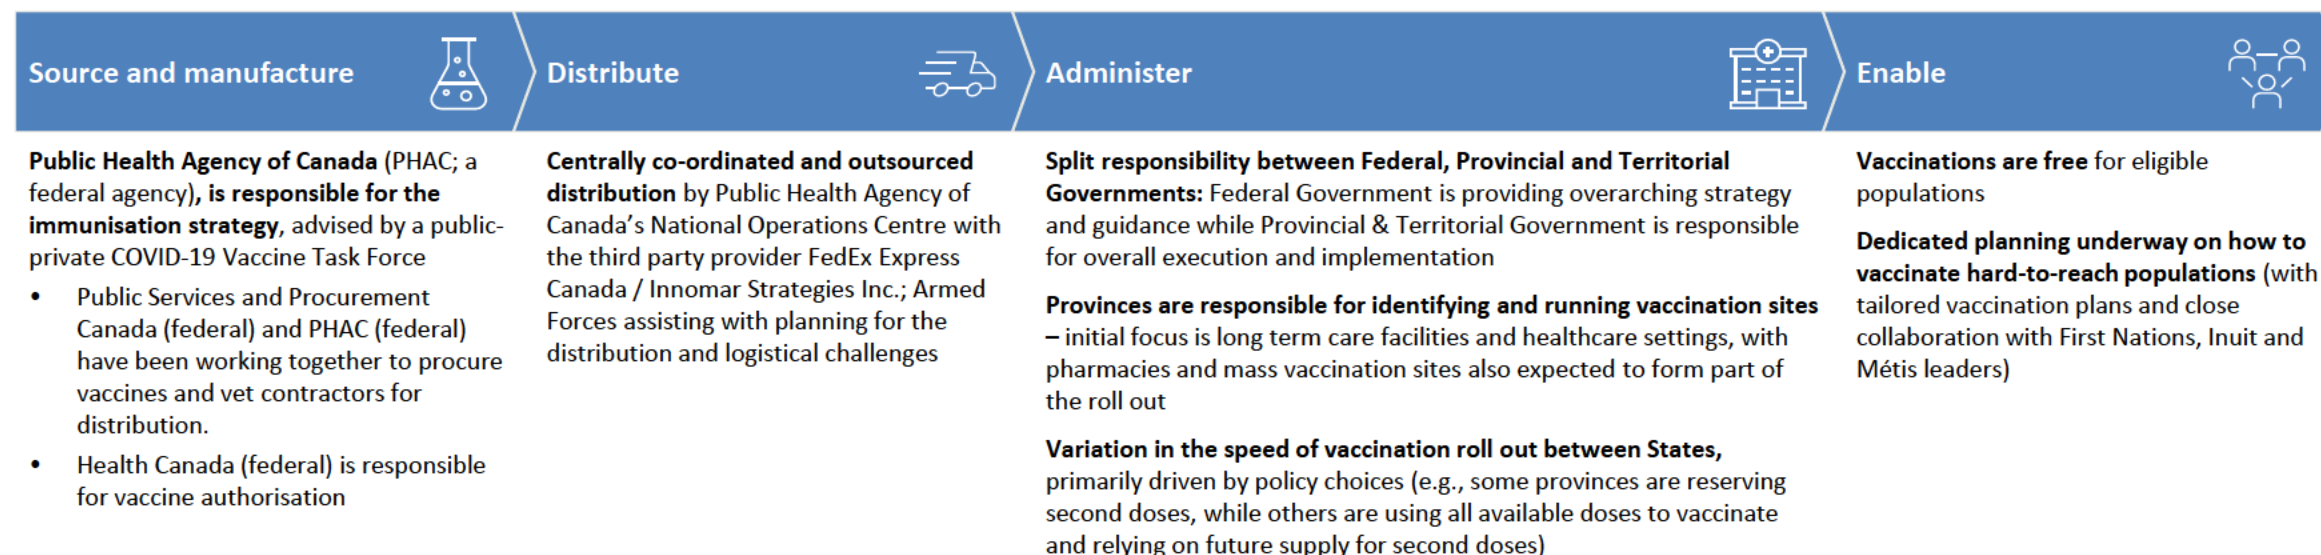 Source and manufacture
Public Health Agency of Canada (PHAC; a
federal agency), is responsible for the
immunisation strategy, advised by a public-
private COVID-19 Vaccine Task Force
• Public Services and Procurement
Canada (federal) and PHAC (federal)
have been working together to procure
vaccines and vet contractors for
distribution.
• Health Canada (federal) is responsible
for vaccine authorisation
Distribute
Centrally co-ordinated and outsourced
distribution by Public Health Agency of
Canada’s National Operations Centre with
the third party provider FedEx Express
Canada / Innomar Strategies Inc.; Armed
Forces assisting with planning for the
distribution and logistical challenges
Administer
Split responsibility between Federal, Provincial and Territorial
Governments: Federal Government is providing overarching strategy
and guidance while Provincial & Territorial Government is responsible
for overall execution and implementation
Provinces are responsible for identifying and running vaccination sites
– initial focus is long term care facilities and healthcare settings, with
pharmacies and mass vaccination sites also expected to form part of
the roll out
Variation in the speed of vaccination roll out between States,
primarily driven by policy choices (e.g., some provinces are reserving
second doses, while others are using all available doses to vaccinate
and relying on future supply for second doses)
Enable
Vaccinations are free for eligible
populations
Dedicated planning underway on how to
vaccinate hard-to-reach populations (with
tailored vaccination plans and close
collaboration with First Nations, Inuit and
Métis leaders)